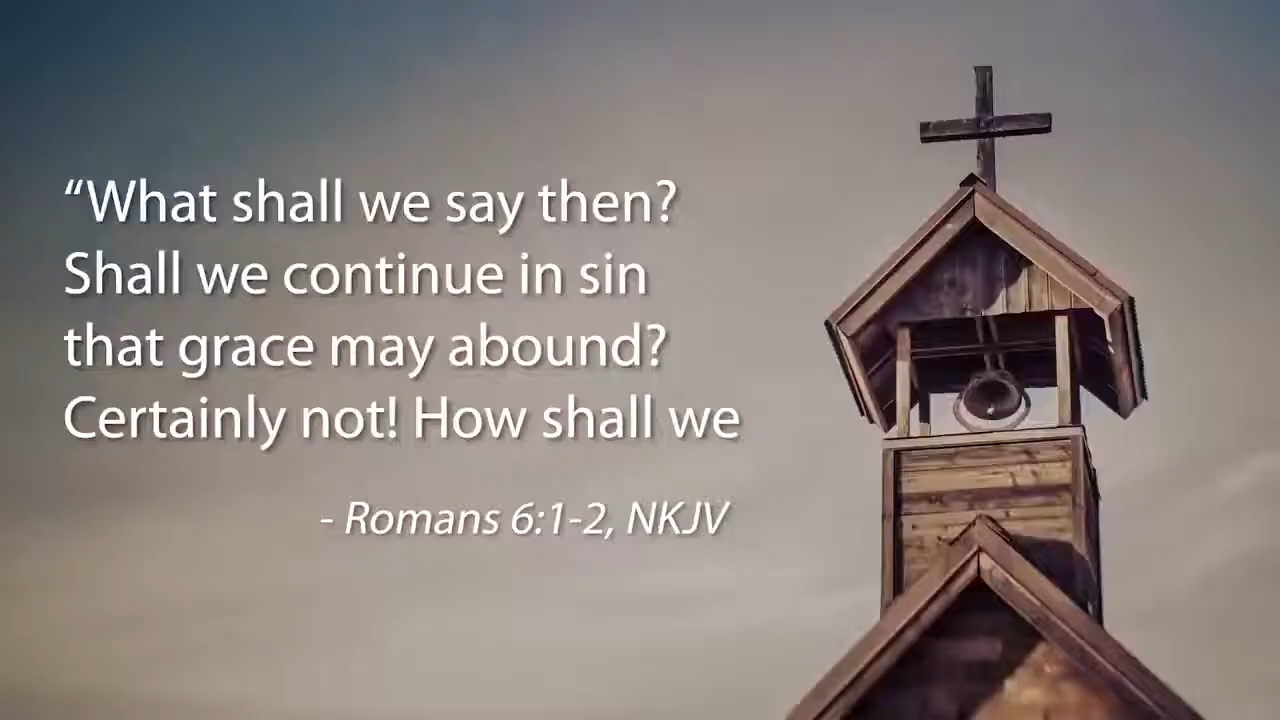 “What shall we say then?
Shall we continue in sin
that grace may abound?
Certainly not! How shall we
- Romans 6:1-2, NKJV